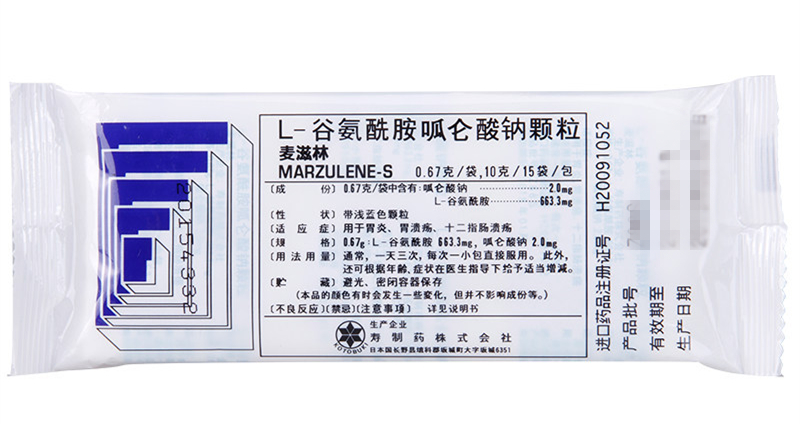 L-谷氨酰胺呱仑酸钠颗粒
麦滋林
MARZULENE-S 0.67克/袋,10克/15袋/包
〔成 份〕0.67克/袋中含有:呱仑酸钠 ……………… 2.0mg
L-谷氨酰胺 ……………… 663.3mg
〔性 状〕带浅蓝色颗粒
〔适 应 症〕用于胃炎、胃溃疡、十二指肠溃疡
〔规 格〕0.67g:L-谷氨酰胺 663.3mg, 呱仑酸钠 2.0mg
〔用法用量〕通常,一天三次,每次一小包直接服用。此外,
还可根据年龄、症状在医生指导下给予适当增减。
〔贮 藏〕避光、密闭容器保存
(本品的颜色有时会发生一些变化,但并不影响成份等。)
〔不良反应〕〔禁忌〕〔注意事项〕 详见说明书
KOTOBUKI
生产企业
寿制药株式会社
日本国长野县埴科郡坂城町大字坂城6351
进口药品注册证号 H20091052
产品批号
有效期至
生产日期
20154332